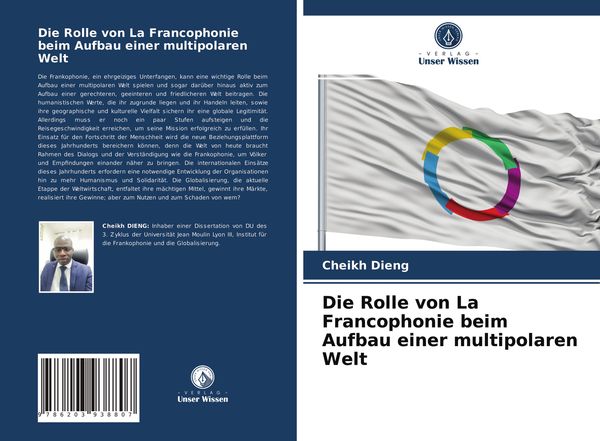 Die Rolle von La Francophonie
beim Aufbau einer multipolaren
Welt
Die Frankophonie, ein ehrgeiziges Unterfangen, kann eine wichtige Rolle beim
Aufbau einer multipolaren Welt spielen und sogar darüber hinaus aktiv zum
Aufbau einer gerechteren, geeinteren und friedlicheren Welt beitragen. Die
humanistischen Werte, die ihr zugrunde liegen und ihr Handeln leiten, sowie
ihre geographische und kulturelle Vielfalt sichern ihr eine globale Legitimität.
Allerdings muss er noch ein paar Stufen aufsteigen und die
Reisegeschwindigkeit erreichen, um seine Mission erfolgreich zu erfüllen. Ihr
Einsatz für den Fortschritt der Menschheit wird die neue Beziehungsplattform
dieses Jahrhunderts bereichern können, denn die Welt von heute braucht
Rahmen des Dialogs und der Verständigung wie die Frankophonie, um Völker
und Empfindungen einander näher zu bringen. Die internationalen Einsätze
dieses Jahrhunderts erfordern eine notwendige Entwicklung der Organisationen
hin zu mehr Humanismus und Solidarität. Die Globalisierung, die aktuelle
Etappe der Weltwirtschaft, entfaltet ihre mächtigen Mittel, gewinnt ihre Märkte,
realisiert ihre Gewinne; aber zum Nutzen und zum Schaden von wem?
Cheikh DIENG: Inhaber einer Dissertation von DU des
3. Zyklus der Universität Jean Moulin Lyon III, Institut für
die Frankophonie und die Globalisierung.
9 786203 938807
VERLAG
Unser Wissen
VERLAG
Unser Wissen
Cheikh Dieng
Die Rolle von La
Francophonie beim
Aufbau einer multipolaren
Welt